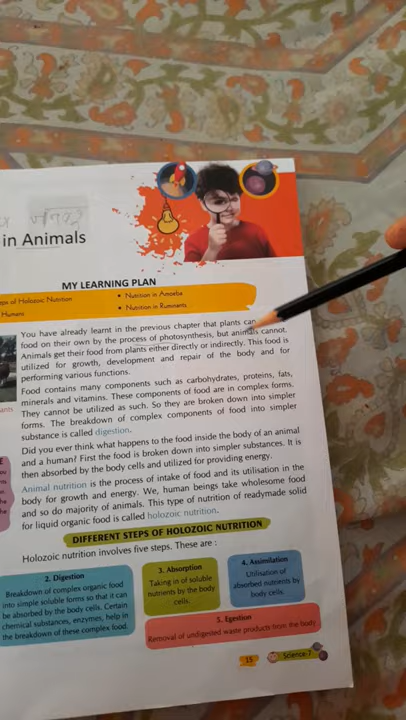 in Animals
MY LEARNING PLAN
of Holozoic Nutrition
• Nutrition in Amoeba
Humans
• Nutrition in Ruminants
You have already learnt in the previous chapter that plants can
food on their own by the process of photosynthesis, but animals cannot.
Animals get their food from plants either directly or indirectly. This food is
utilized for growth, development and repair of the body and for
performing various functions.
Food contains many components such as carbohydrates, proteins, fats,
minerals and vitamins. These components of food are in complex forms.
They cannot be utilized as such. So they are broken down into simpler
forms. The breakdown of complex components of food into simpler
substance is called digestion.
Did you ever think what happens to the food inside the body of an animal
and a human? First the food is broken down into simpler substances. It is
then absorbed by the body cells and utilized for providing energy.
Animal nutrition is the process of intake of food and its utilisation in the
body for growth and energy. We, human beings take wholesome food
and so do majority of animals. This type of nutrition of readymade solid
for liquid organic food is called holozoic nutrition.
DIFFERENT STEPS OF HOLOZOIC NUTRITION
Holozoic nutrition involves five steps. These are :
2. Digestion
Breakdown of complex organic food
into simple soluble forms so that it can
be absorbed by the body cells. Certain
chemical substances, enzymes, help in
the breakdown of these complex food.
3. Absorption
Taking in of soluble
nutrients by the body
cells.
4. Assimilation
Utilisation of
absorbed nutrients by
body cells
5. Egestion
Removal of undigested waste products from the body
15
Science-7